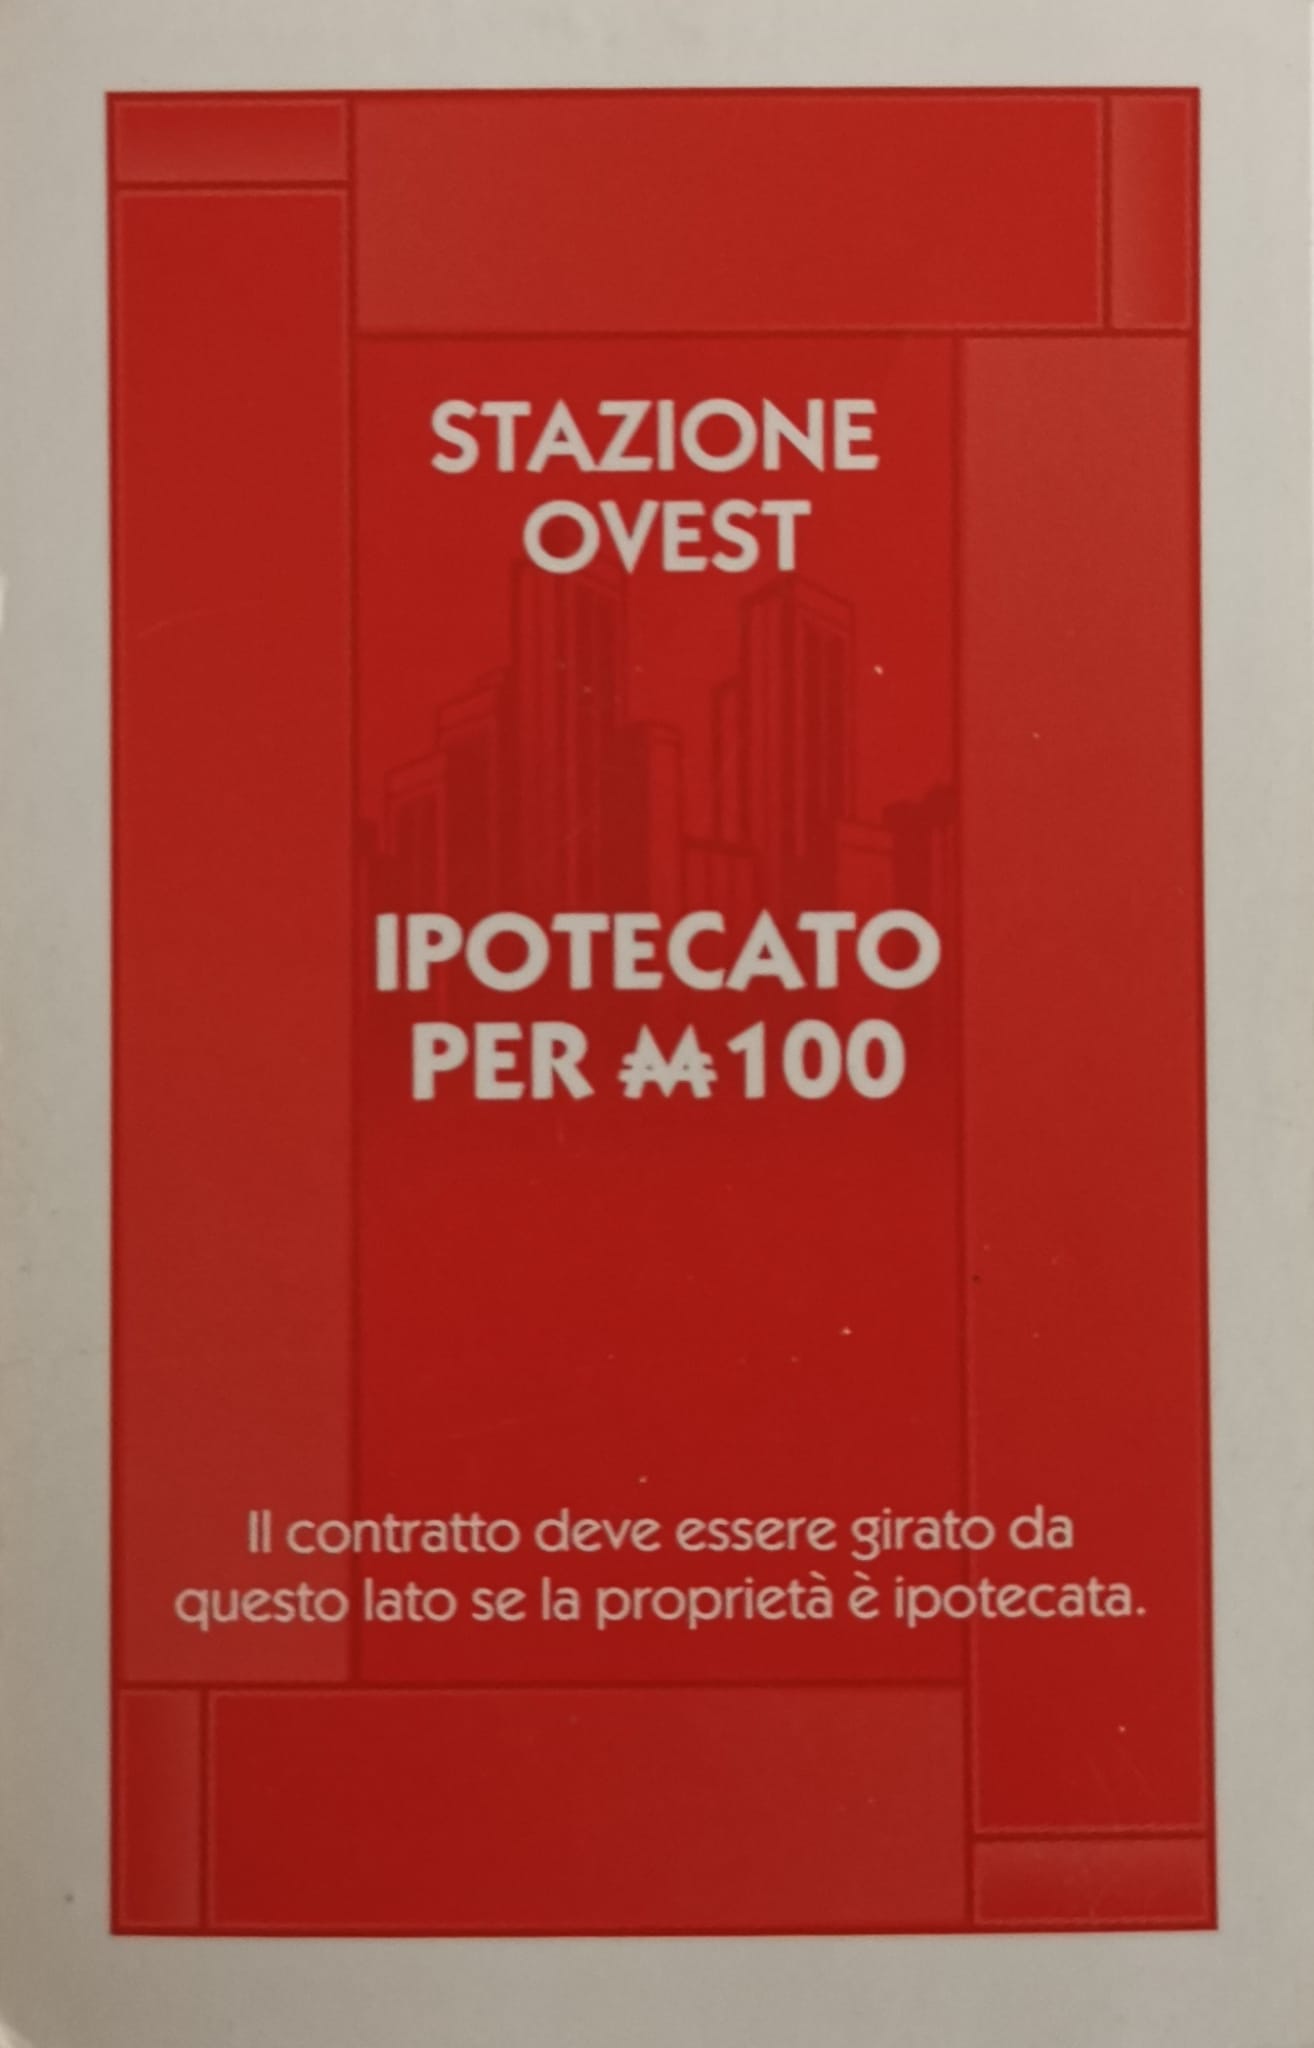 STAZIONE
OVEST
IPOTECATO
PER ₩100
Il contratto deve essere girato da
questo lato se la proprietà è ipotecata.